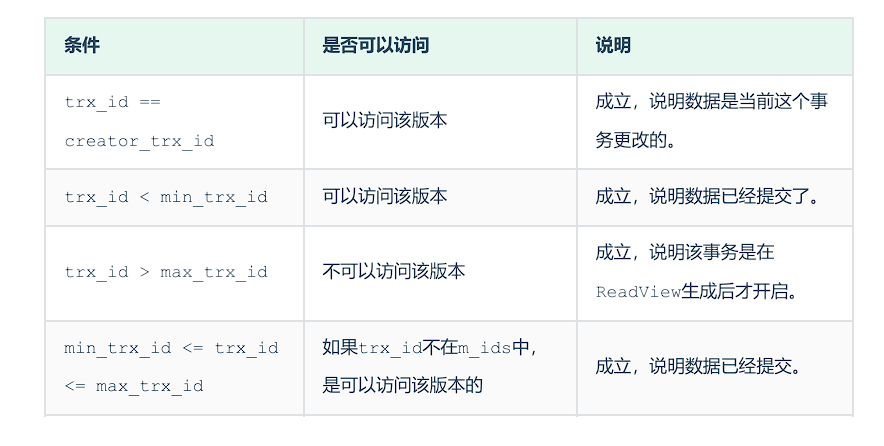 条件 是否可以访问 说明
trx_id ==
creator_trx_id
可以访问该版本
成立，说明数据是当前这个事
务更改的。
trx_id < min_trx_id 可以访问该版本 成立，说明数据已经提交了。
trx_id > max_trx_id 不可以访问该版本
成立，说明该事务是在
ReadView生成后才开启。
min_trx_id <= trx_id
<= max_trx_id
如果trx_id不在m_ids中，
是可以访问该版本的
成立，说明数据已经提交。